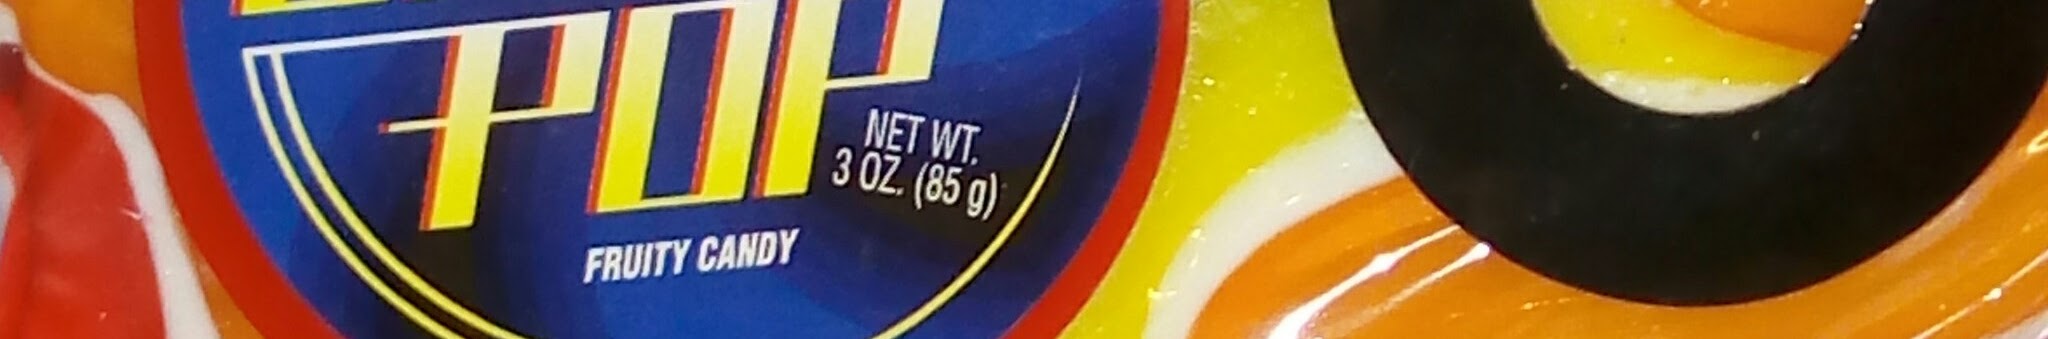 POP
NET WT.
3 OZ. (85 g)
FRUITY CANDY